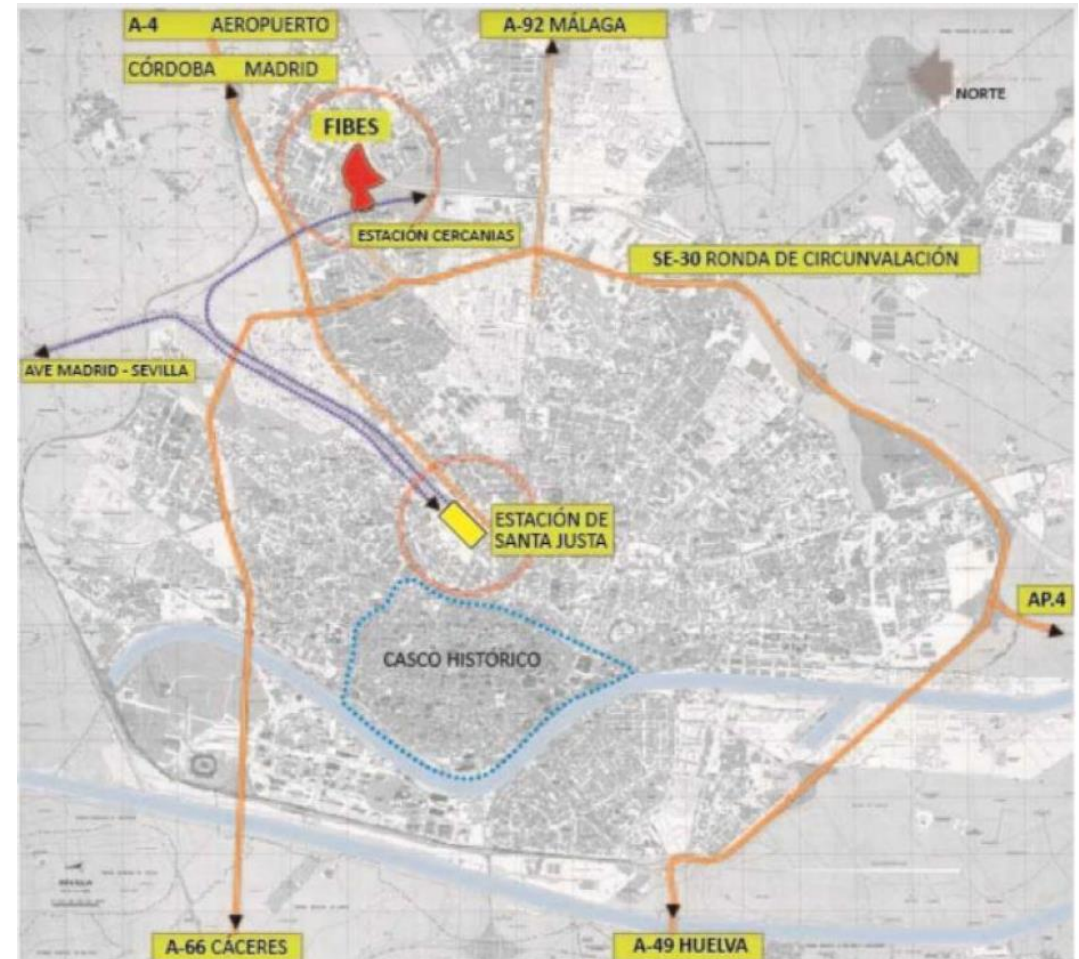 A-4 AEROPUERTO
A-92 MÁLAGA
CÓRDOBA MADRID
NORTE
FIBES
ESTACIÓN CERCANIAS
SE-30 RONDA DE CIRCUNVALACIÓN
AVE MADRID - SEVILLA
ESTACIÓN DE
SANTA JUSTA
AP.4
CASCO HISTÓRICO
SEVILLA
A-66 CÁCERES
A-49 HUELVA